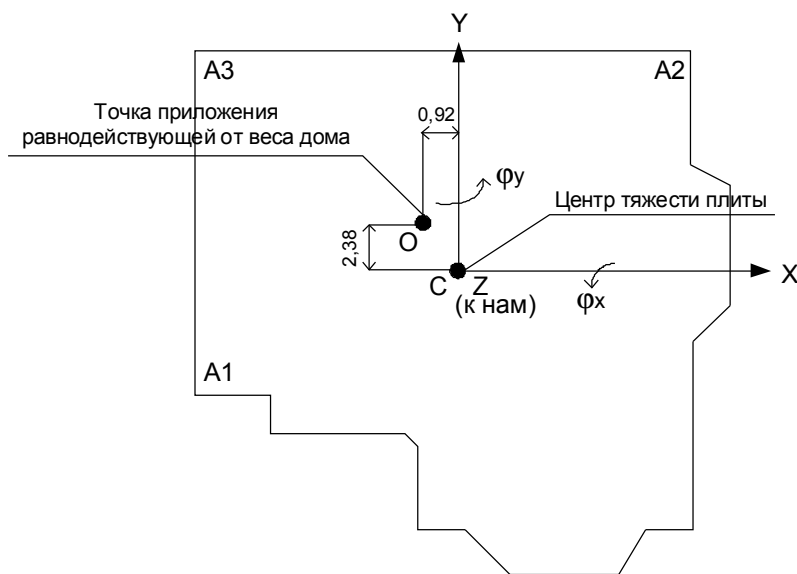 Y
A3
A2
Точка приложения
равнодействующей от веса дома
0,92
φy
Центр тяжести плиты
O
2,38
C
Z
(к нам)
φx
X
A1